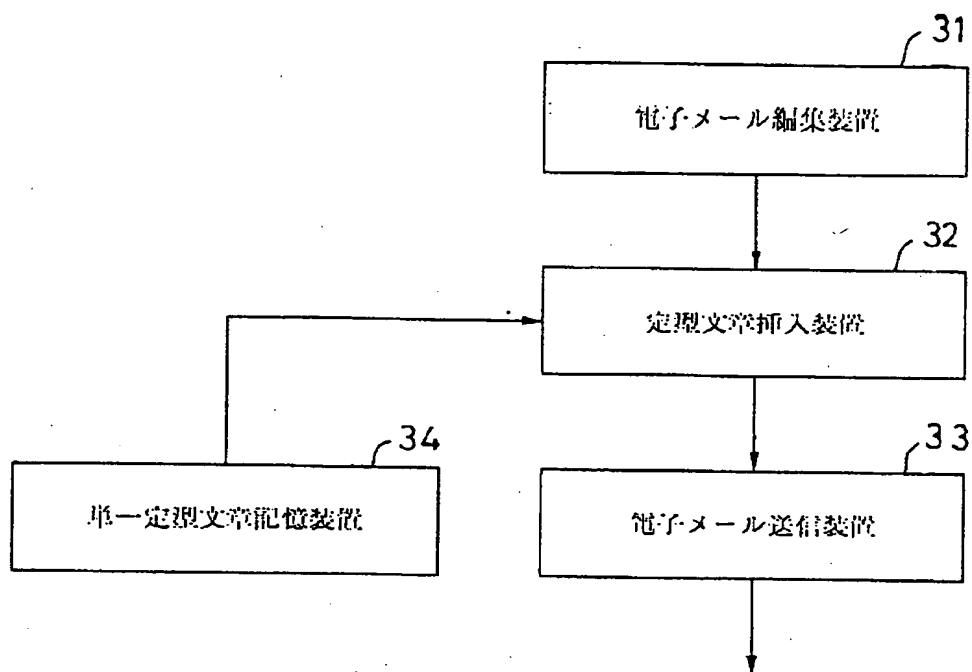 31
電子メール編集装置
32
定型文章挿入装置
34
単一定型文章記憶装置
33
電子メール送信装置